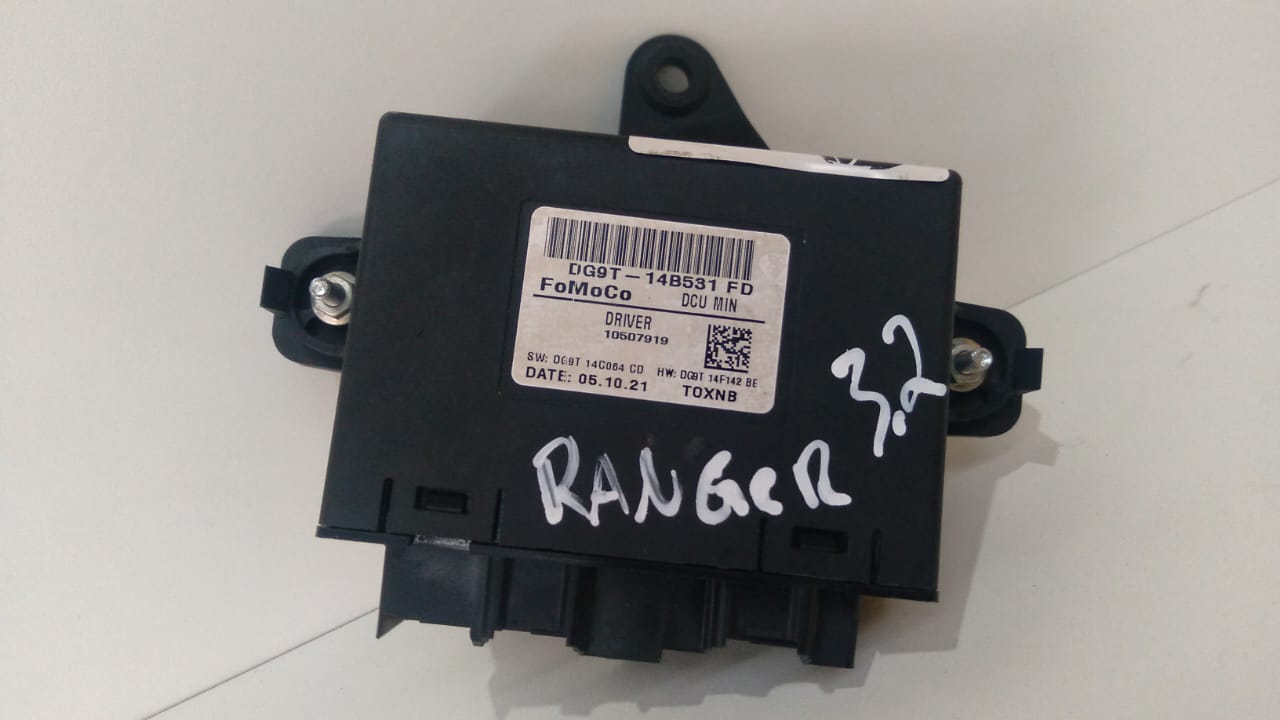 DG9T-14B531 FD
FoMoCo DCU MIN
DRIVER
10507919
SW: DG9T 14C064 CD HW: DG9T 14F142 BE
DATE: 05.10.21 TOXNB
RANGeR 3.2